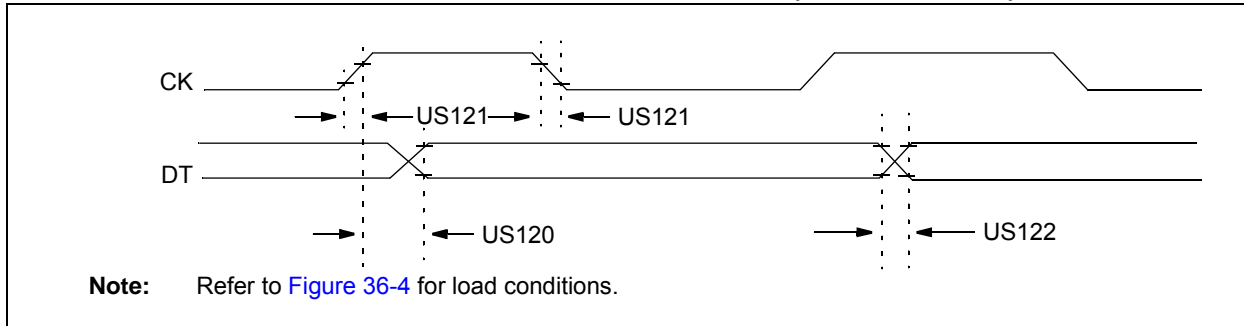 CK
US121 US121
DT
US120 US122
Note: Refer to Figure 36-4 for load conditions.